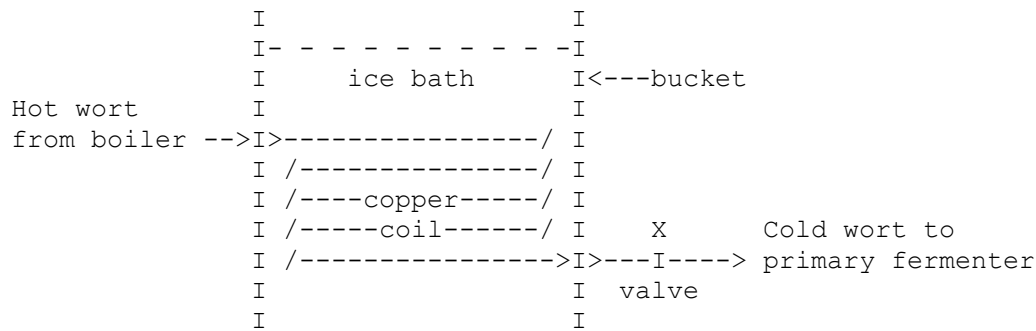 I                    I
I- - - - - - - - - - -I
I     ice bath       I<---bucket
Hot wort         I                    I
from boiler -->I>----------------/ I
I /---------------/ I
I /----copper-----/ I
I /-----coil------/ I    X      Cold wort to
I /---------------->I>---I----> primary fermenter
I                    I  valve
I                    I